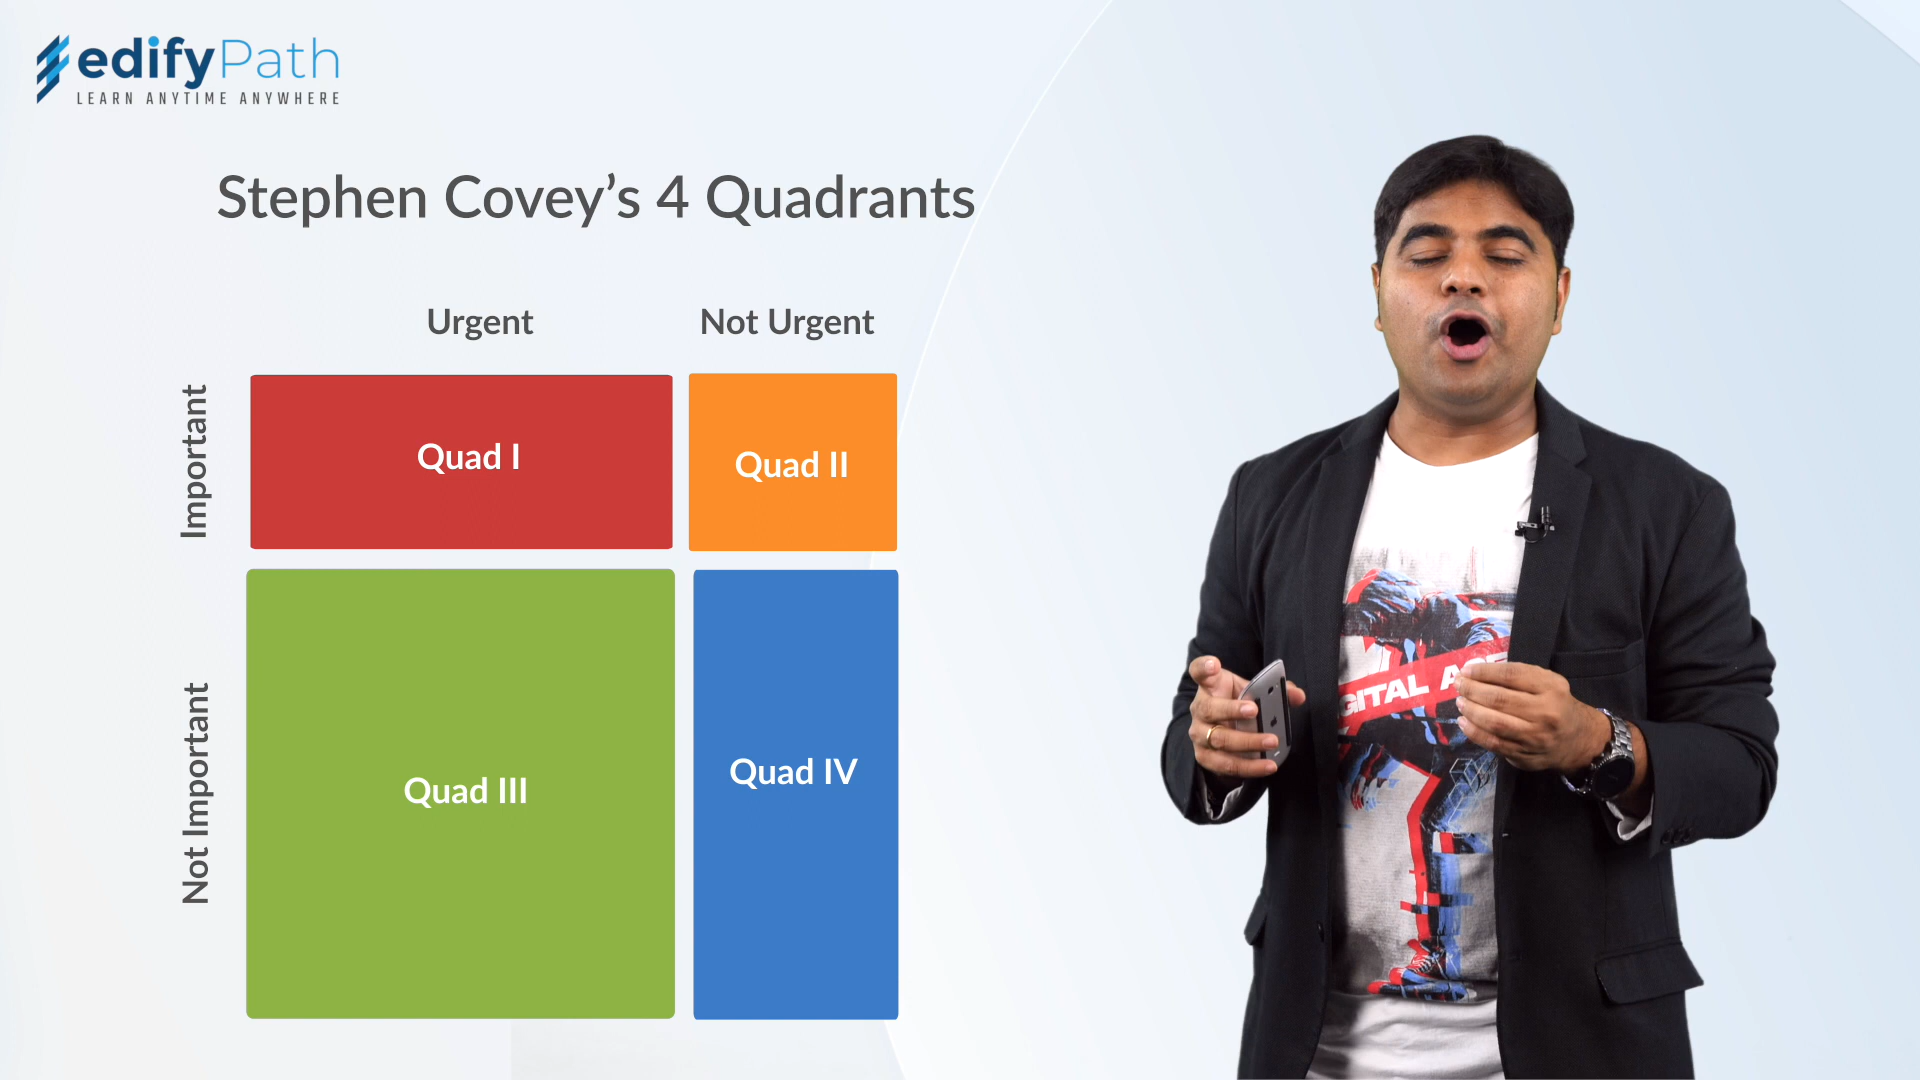 edifyPath
LEARN ANYTIME ANYWHERE
Stephen Covey’s 4 Quadrants
Urgent
Not Urgent
Important
Quad I
Quad II
Not Important
Quad III
Quad IV
GITAL